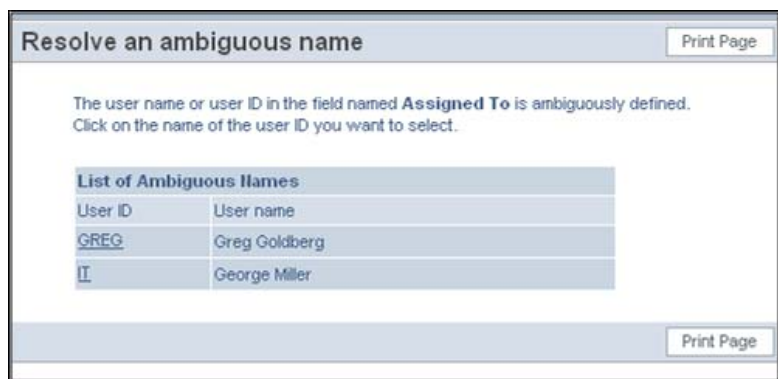 Resolve an ambiguous name
Print Page
The user name or user ID in the field named Assigned To is ambiguously defined.
Click on the name of the user ID you want to select.
List of Ambiguous Names
User ID User name
GREG Greg Goldberg
IT George Miller
Print Page